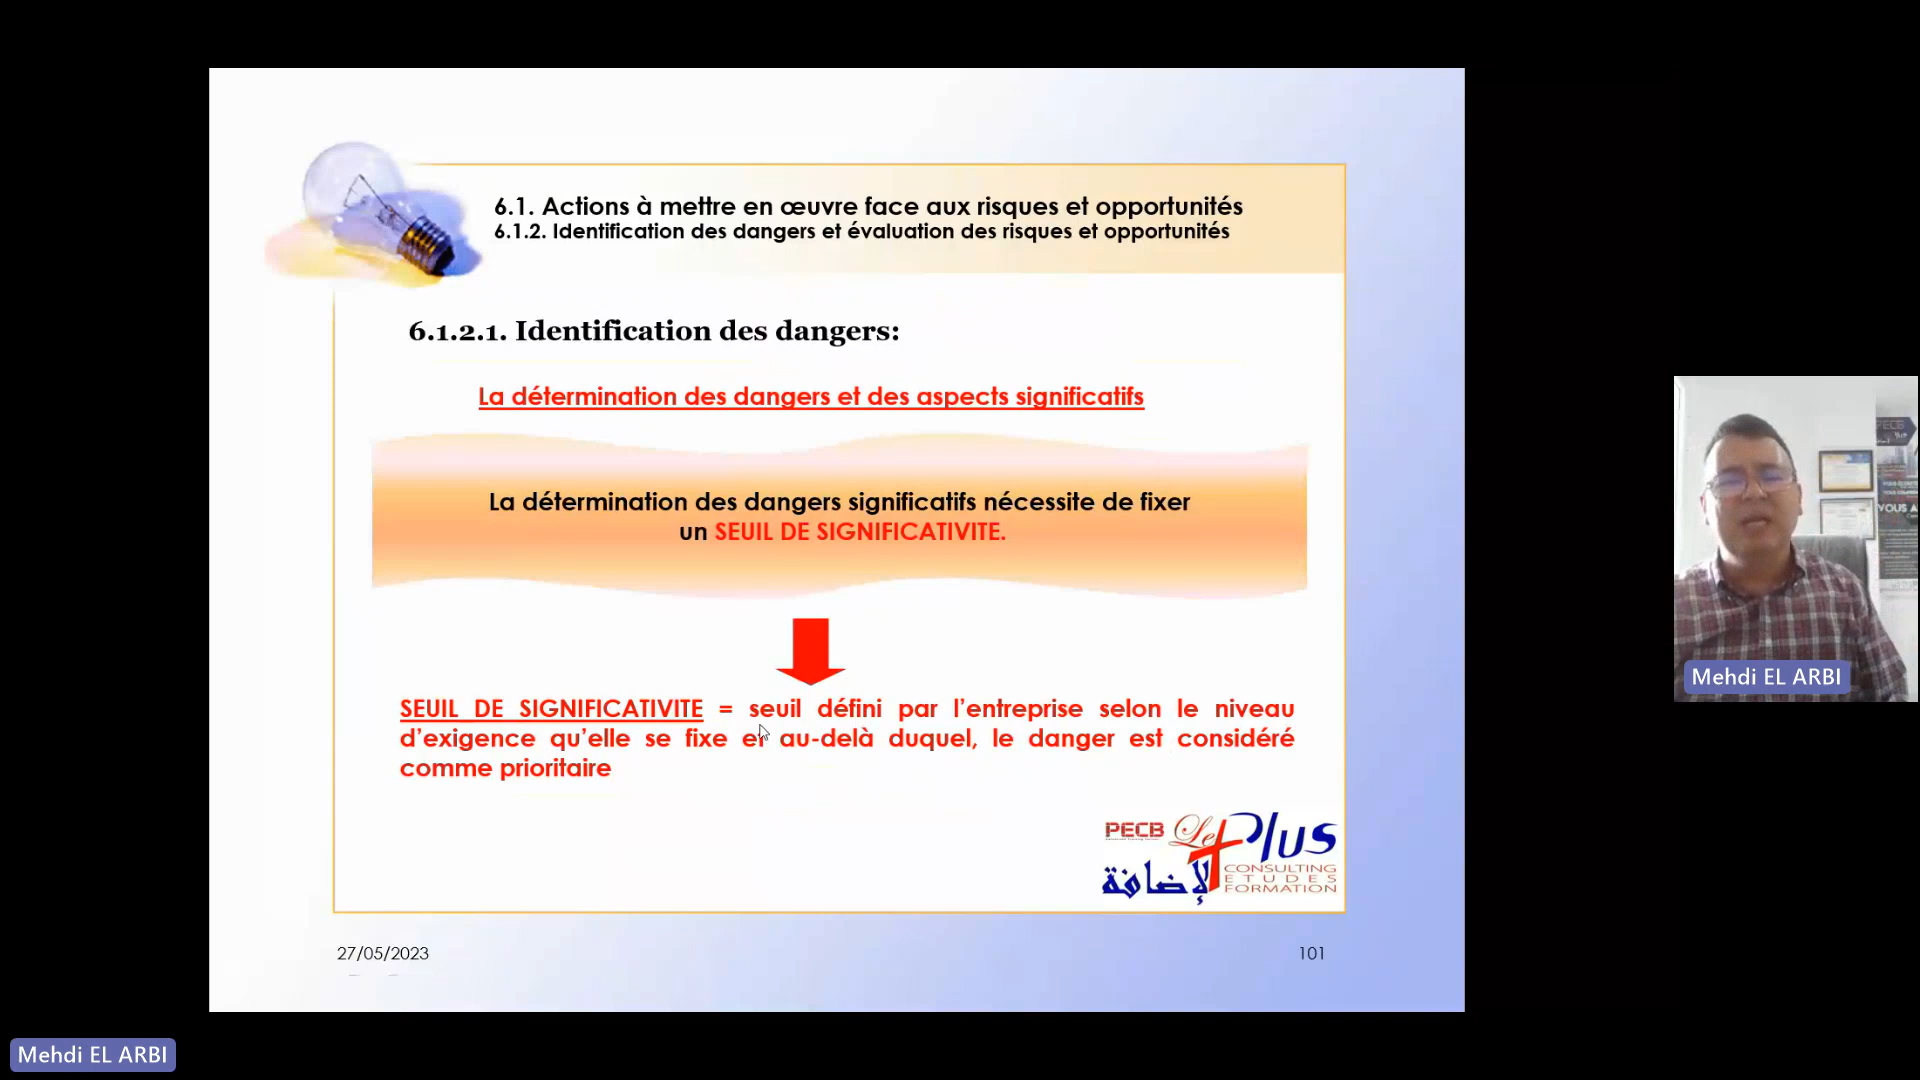 6.1. Actions à mettre en œuvre face aux risques et opportunités
6.1.2. Identification des dangers et évaluation des risques et opportunités
6.1.2.1. Identification des dangers:
La détermination des dangers et des aspects significatifs
La détermination des dangers significatifs nécessite de fixer
un SEUIL DE SIGNIFICATIVITE.
SEUIL DE SIGNIFICATIVITE = seuil défini par l’entreprise selon le niveau
d’exigence qu’elle se fixe et au-delà duquel, le danger est considéré
comme prioritaire
PECB Le Plus
الإضافة
CONSULTING
ETUDES
FORMATION
27/05/2023
101
VOUS A
Mehdi EL ARBI
Mehdi EL ARBI